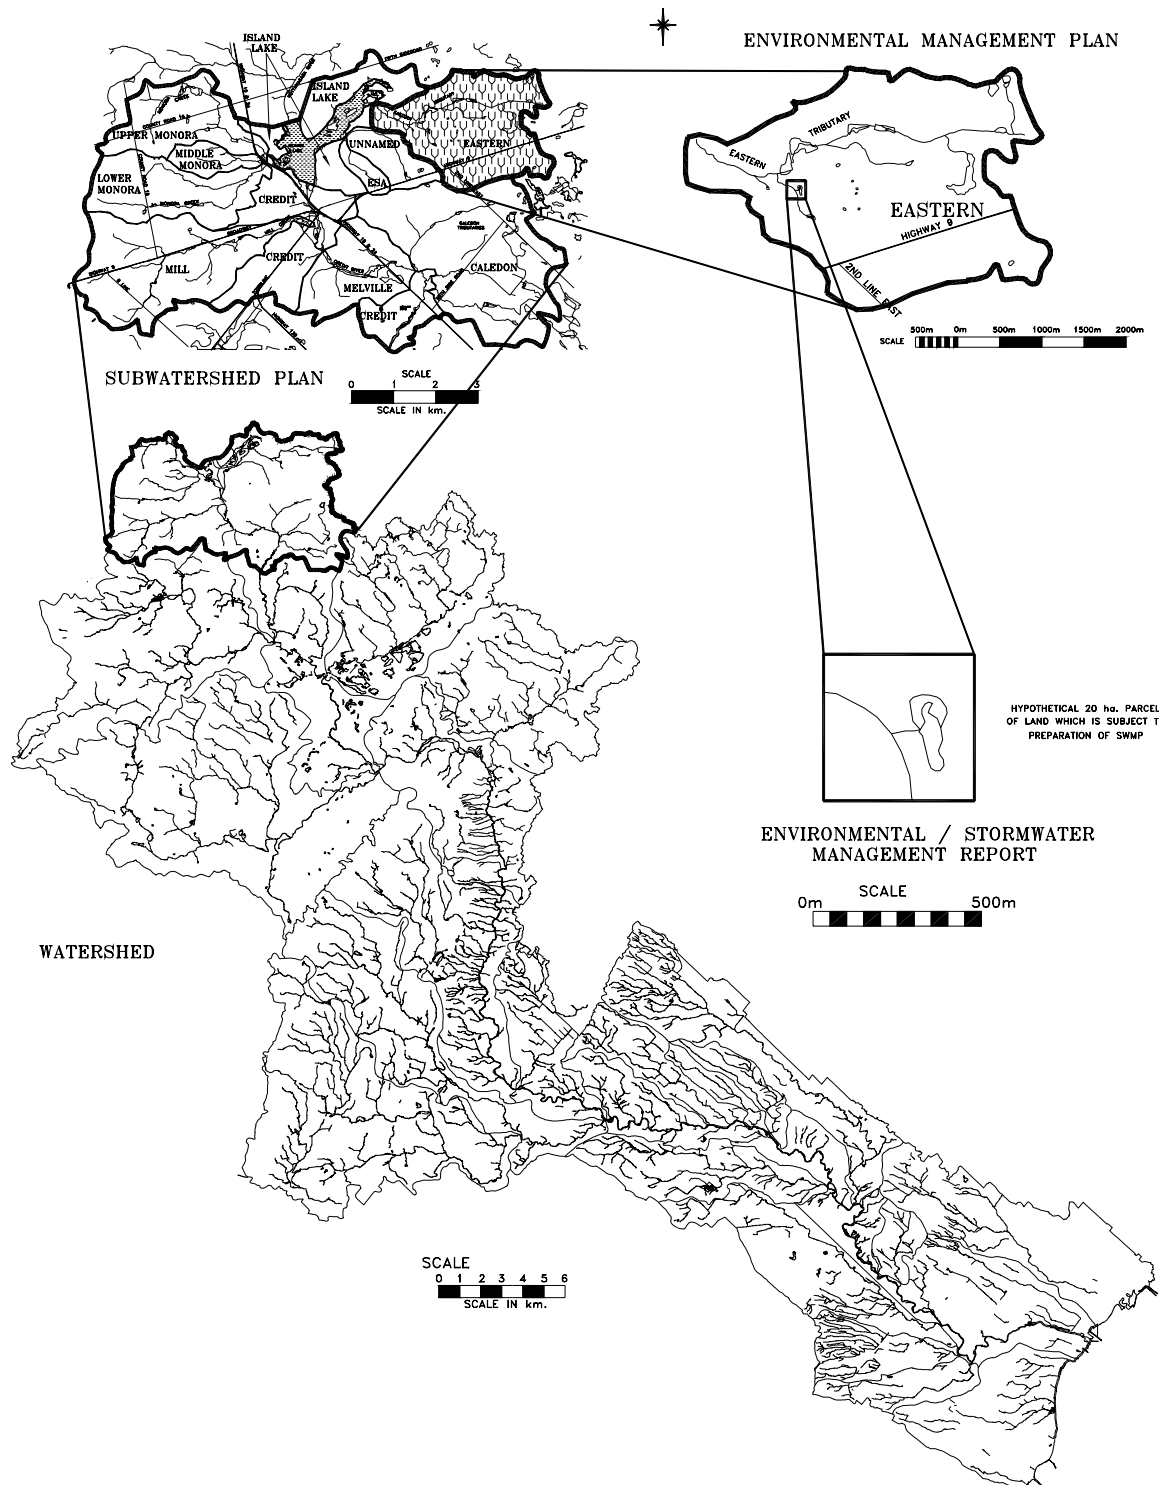 ISLAND
LAKE
ENVIRONMENTAL MANAGEMENT PLAN
ISLAND
LAKE
UPPER MONORA
MIDDLE
MONORA
LOWER
MONORA
UNNAMED
EASTERN
ESA
CREDIT
CREDIT
MILL
MELVILLE
CREDIT
CALEDON
TRIBUTARY
EASTERN
EASTERN
HIGHWAY 9
2ND LINE EAST
500m 0m 500m 1000m 1500m 2000m
SCALE
SUBWATERSHED PLAN
SCALE
0 1 2 3
SCALE IN km.
HYPOTHETICAL 20 ha. PARCEL
OF LAND WHICH IS SUBJECT T
PREPARATION OF SWMP
ENVIRONMENTAL / STORMWATER
MANAGEMENT REPORT
SCALE
0m 500m
WATERSHED
SCALE
0 1 2 3 4 5 6
SCALE IN km.